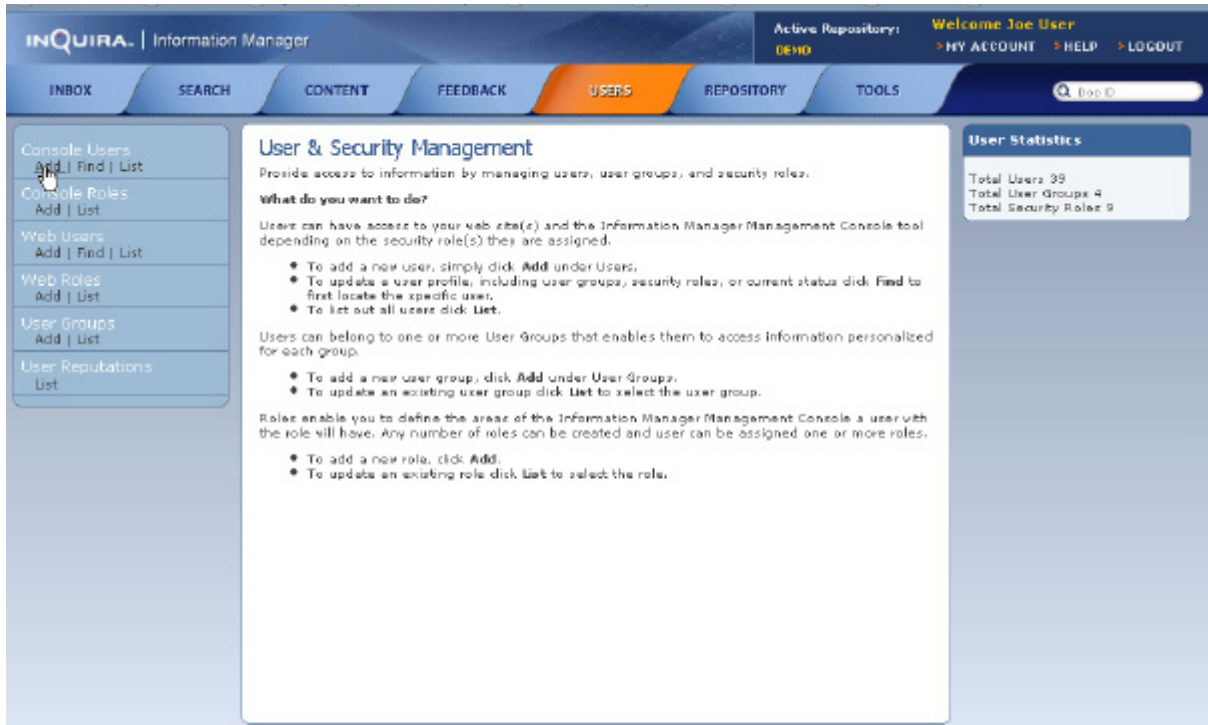 INQUIRA. | Information Manager
Active Repository:
DEMO
Welcome Joe User
MY ACCOUNT HELP LOGOUT
INBOX SEARCH CONTENT FEEDBACK USERS REPOSITORY TOOLS
Doc ID
Console Users
Add | Find | List
Console Roles
Add | List
Web Users
Add | Find | List
Web Roles
Add | List
User Groups
Add | List
User Reputations
List
User & Security Management
Provide access to information by managing users, user groups, and security roles.
What do you want to do?
Users can have access to your web site(s) and the Information Manager Management Console tool
depending on the security role(s) they are assigned.
To add a new user, simply click Add under Users.
To update a user profile, including user groups, security roles, or current status click Find to
first locate the specific user.
To list out all users click List.
Users can belong to one or more User Groups that enables them to access information personalized
for each group.
To add a new user group, click Add under User Groups.
To update an existing user group click List to select the user group.
Roles enable you to define the areas of the Information Manager Management Console a user with
the role will have. Any number of roles can be created and user can be assigned one or more roles.
To add a new role, click Add.
To update an existing role click List to select the role.
User Statistics
Total Users 39
Total User Groups 4
Total Security Roles 9